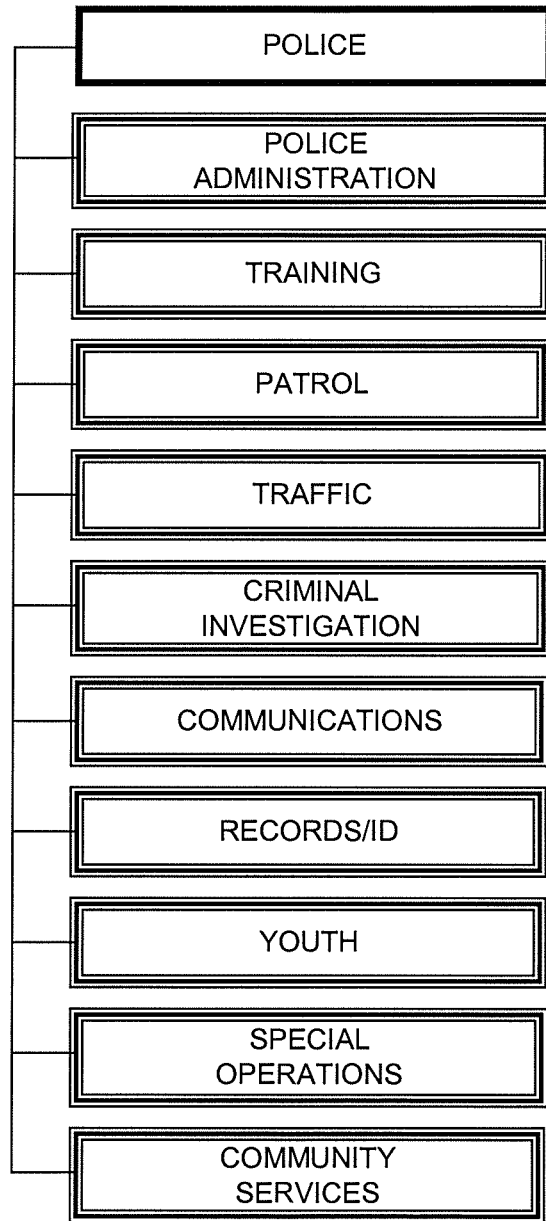 POLICE
POLICE
ADMINISTRATION
TRAINING
PATROL
TRAFFIC
CRIMINAL
INVESTIGATION
COMMUNICATIONS
RECORDS/ID
YOUTH
SPECIAL
OPERATIONS
COMMUNITY
SERVICES